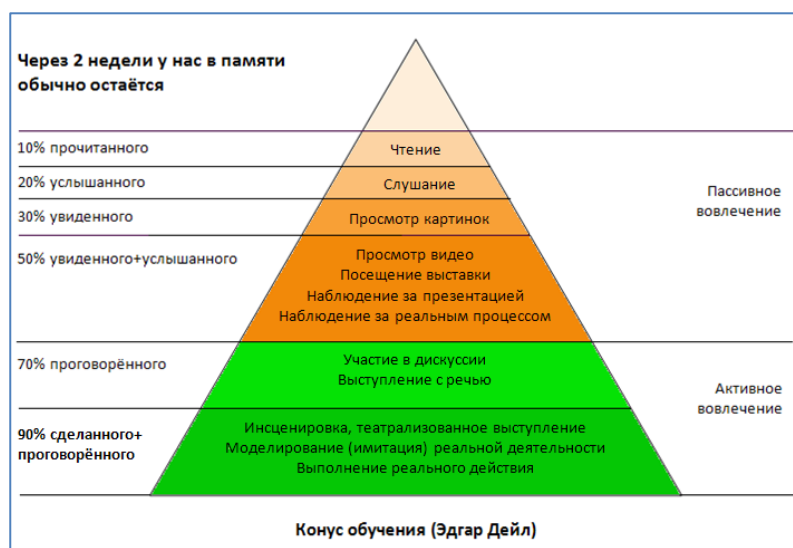 Через 2 недели у нас в памяти
обычно остаётся
10% прочитанного
Чтение
20% услышанного
Слушание
Пассивное
вовлечение
30% увиденного
Просмотр картинок
50% увиденного+услышанного
Просмотр видео
Посещение выставки
Наблюдение за презентацией
Наблюдение за реальным процессом
70% проговорённого
Участие в дискуссии
Выступление с речью
Активное
вовлечение
90% сделанного+
проговорённого
Инсценировка, театрализованное выступление
Моделирование (имитация) реальной деятельности
Выполнение реального действия
Конус обучения (Эдгар Дейл)